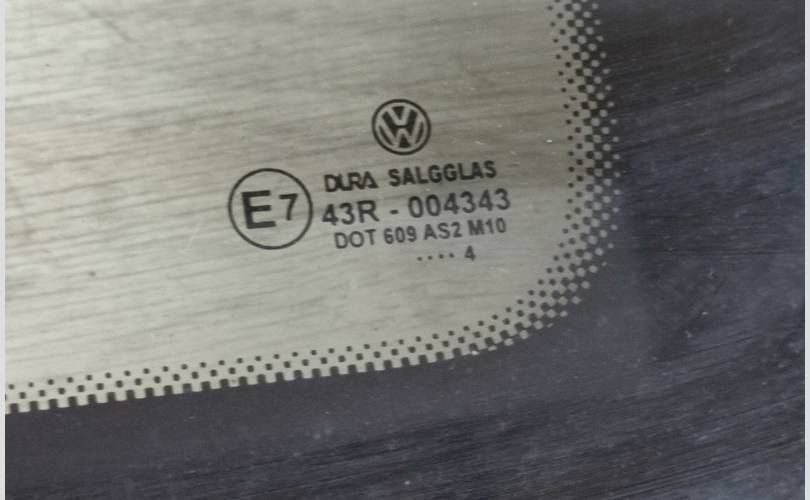 E7
DURA SALGGLAS
43R - 004343
DOT 609 AS2 M10
.... 4